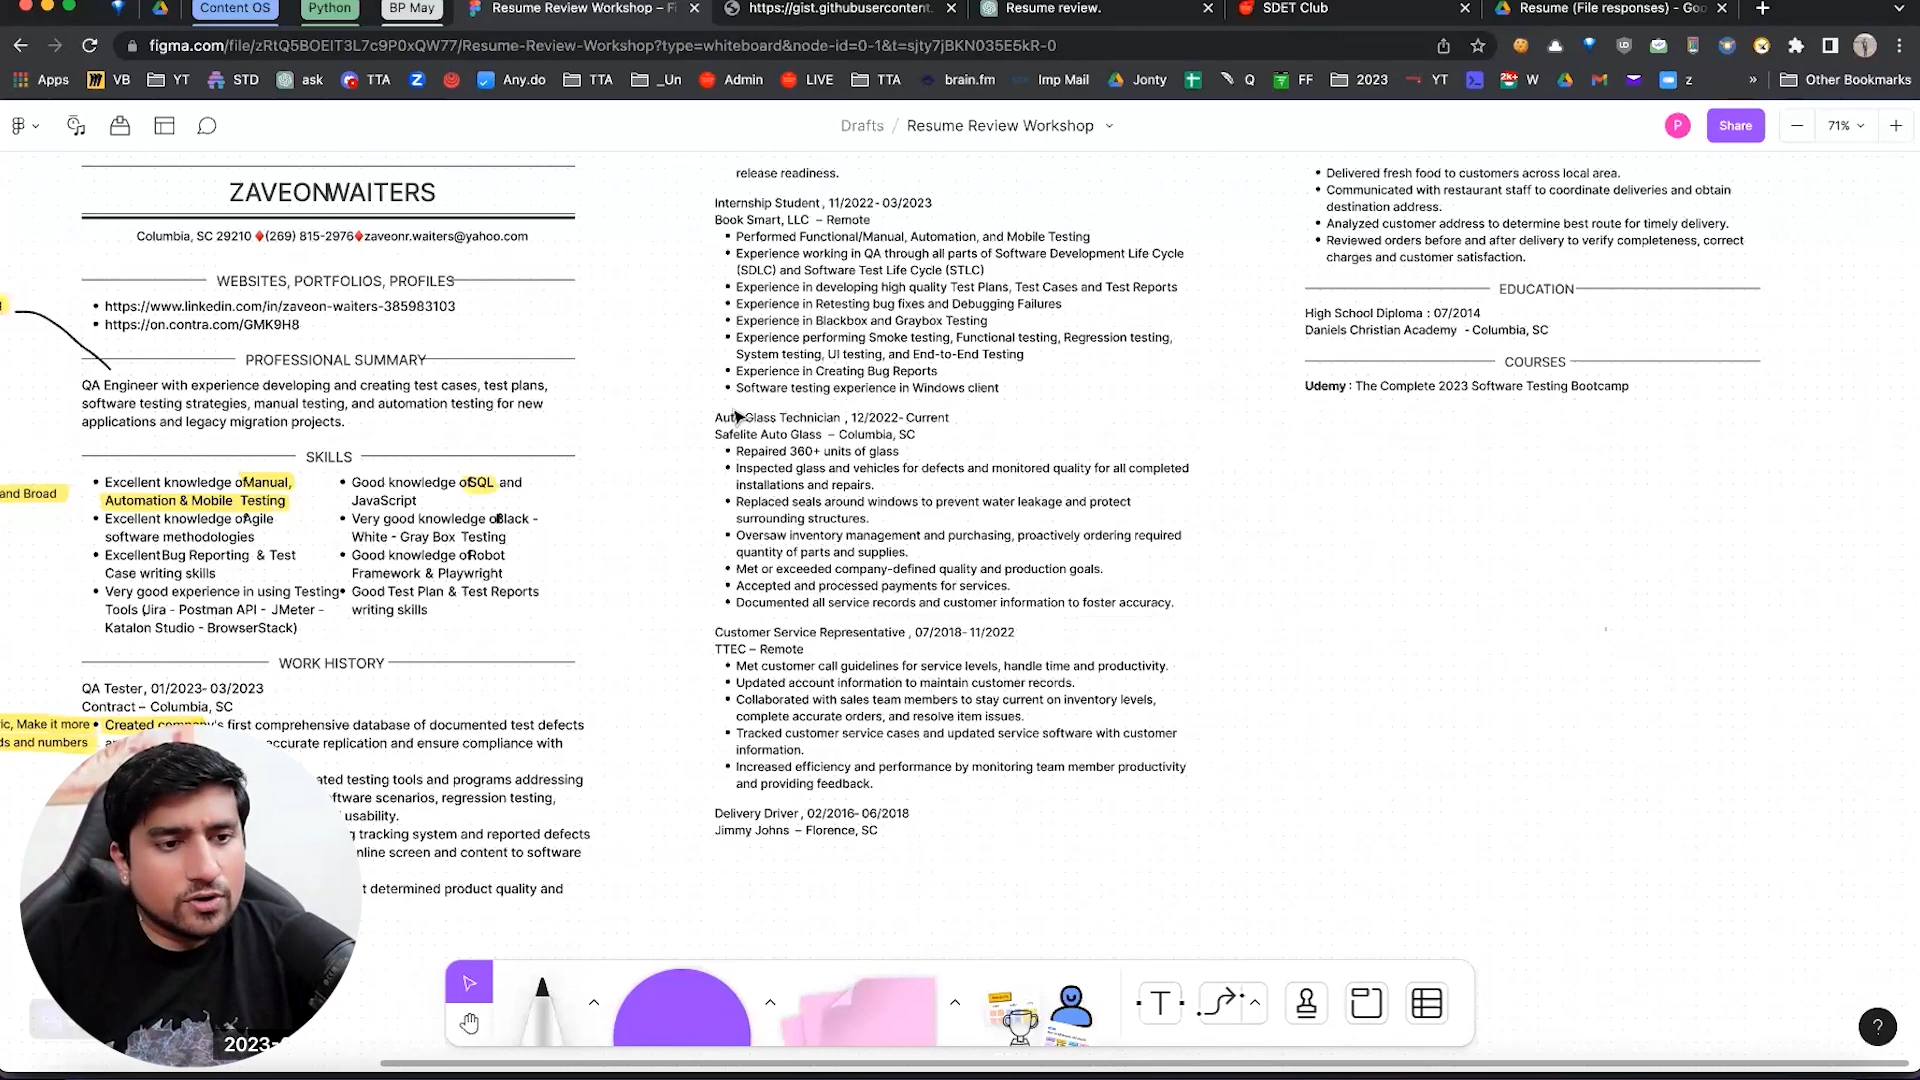 Content OS
Python
BP May
Resume Review Workshop – Fi
https://gist.githubusercontent.
Resume review.
SDET Club
Resume (File responses) - Goo
figma.com/file/zRtQ5BOEIT3L7c9P0xQW77/Resume-Review-Workshop?type=whiteboard&node-id=0-1&t=sjty7jBKN035E5kR-0
Apps
VB
YT
STD
ask
TTA
Any.do
TTA
_Un
Admin
LIVE
TTA
brain.fm
Imp Mail
Jonty
Q
FF
2023
YT
2k+
W
z
»
Other Bookmarks
Drafts / Resume Review Workshop
P
Share
71%
ZAVEONWAITERS
Columbia, SC 29210 ♦(269) 815-2976♦zaveonr.waiters@yahoo.com
WEBSITES, PORTFOLIOS, PROFILES
• https://www.linkedin.com/in/zaveon-waiters-385983103
• https://on.contra.com/GMK9H8
PROFESSIONAL SUMMARY
QA Engineer with experience developing and creating test cases, test plans,
software testing strategies, manual testing, and automation testing for new
applications and legacy migration projects.
SKILLS
and Broad
• Excellent knowledge of Manual,
Automation & Mobile Testing
• Excellent knowledge of Agile
software methodologies
• Excellent Bug Reporting & Test
Case writing skills
• Very good experience in using Testing
Tools (Jira - Postman API - JMeter -
Katalon Studio - BrowserStack)
• Good knowledge of SQL and
JavaScript
• Very good knowledge of Black -
White - Gray Box Testing
• Good knowledge of Robot
Framework & Playwright
• Good Test Plan & Test Reports
writing skills
WORK HISTORY
QA Tester, 01/2023- 03/2023
Contract – Columbia, SC
ric, Make it more
ds and numbers
• Created company's first comprehensive database of documented test defects
accurate replication and ensure compliance with
ated testing tools and programs addressing
ftware scenarios, regression testing,
usability.
g tracking system and reported defects
nline screen and content to software
t determined product quality and
release readiness.
Internship Student, 11/2022- 03/2023
Book Smart, LLC – Remote
• Performed Functional/Manual, Automation, and Mobile Testing
• Experience working in QA through all parts of Software Development Life Cycle
(SDLC) and Software Test Life Cycle (STLC)
• Experience in developing high quality Test Plans, Test Cases and Test Reports
• Experience in Retesting bug fixes and Debugging Failures
• Experience in Blackbox and Graybox Testing
• Experience performing Smoke testing, Functional testing, Regression testing,
System testing, UI testing, and End-to-End Testing
• Experience in Creating Bug Reports
• Software testing experience in Windows client
Auto Glass Technician , 12/2022- Current
Safelite Auto Glass – Columbia, SC
• Repaired 360+ units of glass
• Inspected glass and vehicles for defects and monitored quality for all completed
installations and repairs.
• Replaced seals around windows to prevent water leakage and protect
surrounding structures.
• Oversaw inventory management and purchasing, proactively ordering required
quantity of parts and supplies.
• Met or exceeded company-defined quality and production goals.
• Accepted and processed payments for services.
• Documented all service records and customer information to foster accuracy.
Customer Service Representative , 07/2018- 11/2022
TTEC – Remote
• Met customer call guidelines for service levels, handle time and productivity.
• Updated account information to maintain customer records.
• Collaborated with sales team members to stay current on inventory levels,
complete accurate orders, and resolve item issues.
• Tracked customer service cases and updated service software with customer
information.
• Increased efficiency and performance by monitoring team member productivity
and providing feedback.
Delivery Driver, 02/2016- 06/2018
Jimmy Johns – Florence, SC
• Delivered fresh food to customers across local area.
• Communicated with restaurant staff to coordinate deliveries and obtain
destination address.
• Analyzed customer address to determine best route for timely delivery.
• Reviewed orders before and after delivery to verify completeness, correct
charges and customer satisfaction.
EDUCATION
High School Diploma : 07/2014
Daniels Christian Academy - Columbia, SC
COURSES
Udemy : The Complete 2023 Software Testing Bootcamp
T
?
2023-